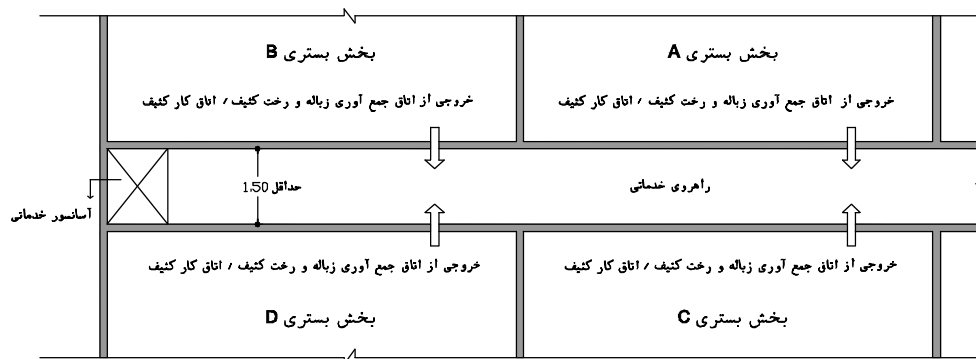 بخش بستری A
بخش بستری B
خروجی از اتاق جمع آوری زباله و رخت کثیف / اتاق کار کثیف
خروجی از اتاق جمع آوری زباله و رخت کثیف / اتاق کار کثیف
راهروی خدماتی
حداقل 1.50
آسانسور خدماتی
خروجی از اتاق جمع آوری زباله و رخت کثیف / اتاق کار کثیف
خروجی از اتاق جمع آوری زباله و رخت کثیف / اتاق کار کثیف
بخش بستری C
بخش بستری D